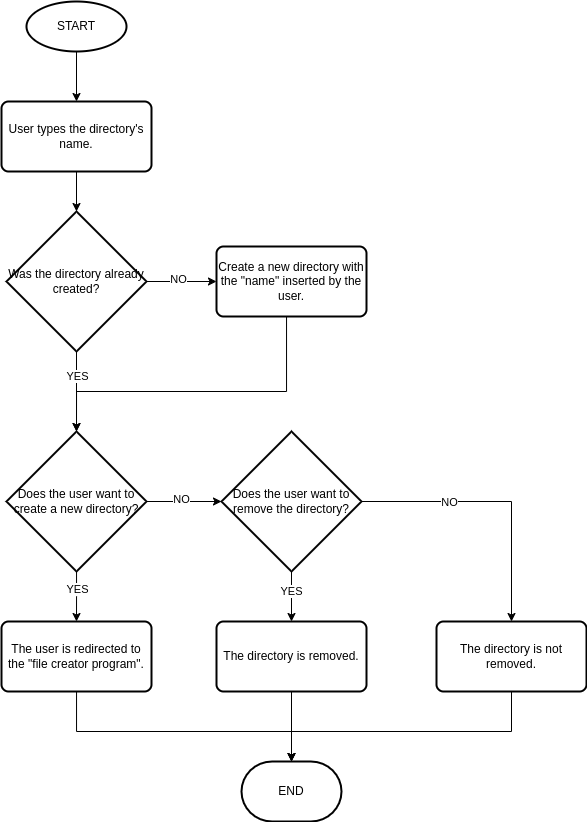 START
User types the directory's
name.
Was the directory already
created?
NO
Create a new directory with
the "name" inserted by the
user.
YES
Does the user want to
create a new directory?
NO
Does the user want to
remove the directory?
NO
YES
YES
The user is redirected to
the "file creator program".
The directory is removed.
The directory is not
removed.
END